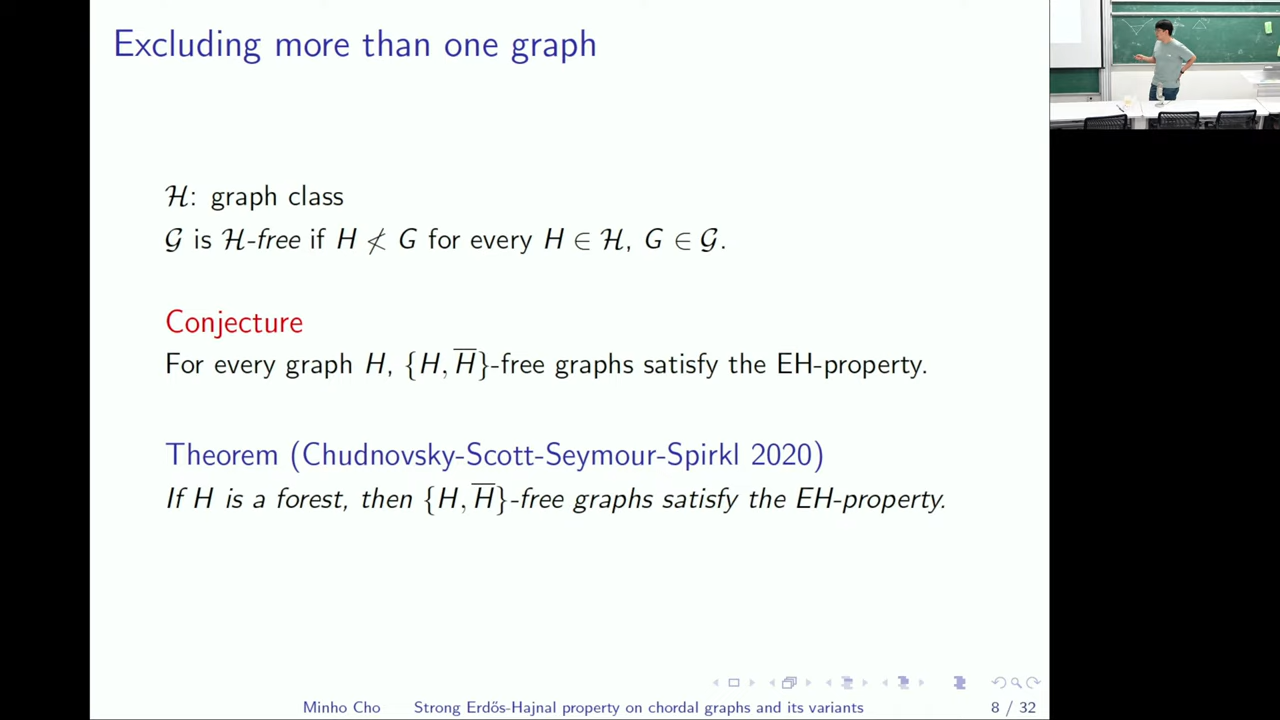 Excluding more than one graph
ℋ: graph class
𝒢 is ℋ-free if H ≮ G for every H ∈ ℋ, G ∈ 𝒢.
Conjecture
For every graph H, {H, H̅}-free graphs satisfy the EH-property.
Theorem (Chudnovsky-Scott-Seymour-Spirkl 2020)
If H is a forest, then {H, H̅}-free graphs satisfy the EH-property.
Minho Cho Strong Erdős-Hajnal property on chordal graphs and its variants 8 / 32